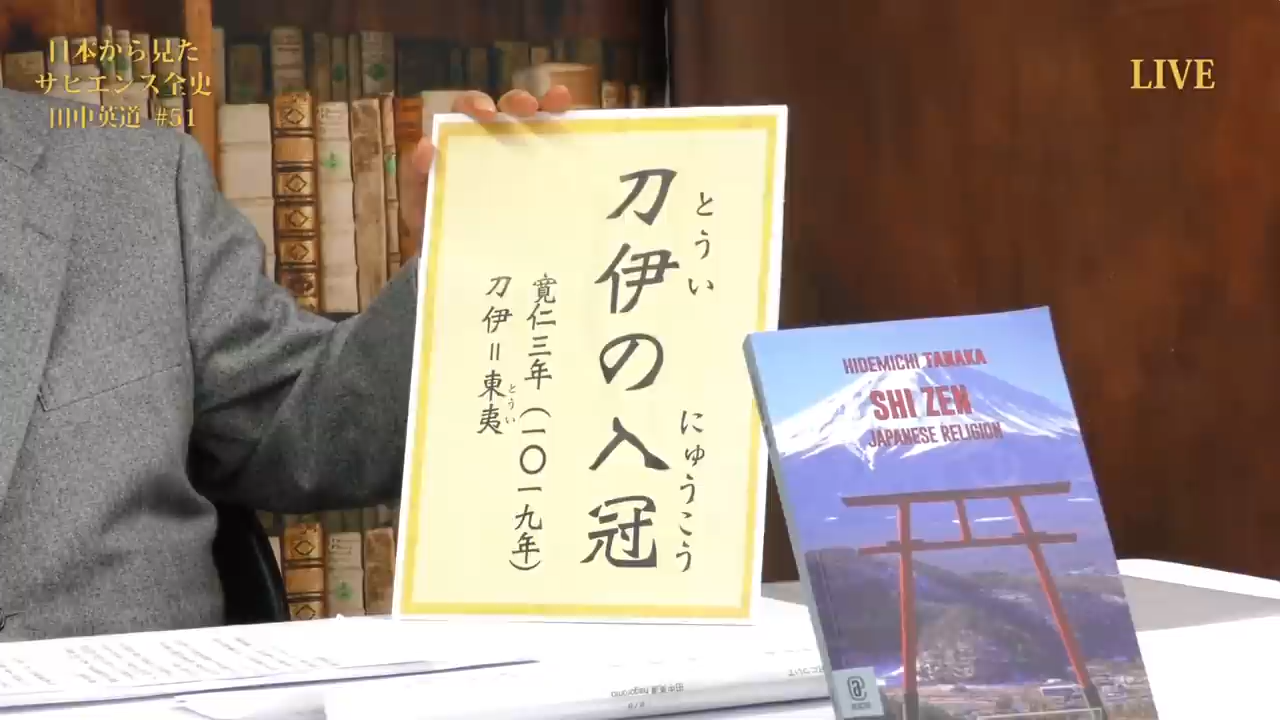 日本から見た
サピエンス全史
田中英道 #51
LIVE
とうい
にゅうこう
刀伊の入冠
寛仁三年（一〇一九年）
刀伊＝東夷
とうい
HIDEMICHI TANAKA
SHI ZEN
JAPANESE RELIGION